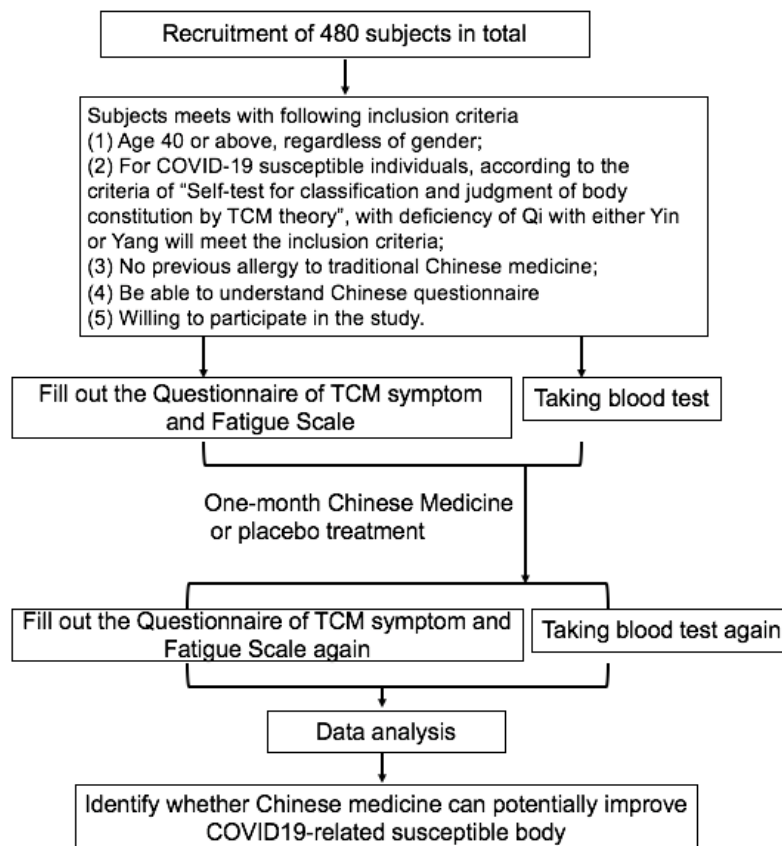 Recruitment of 480 subjects in total
Subjects meets with following inclusion criteria
(1) Age 40 or above, regardless of gender;
(2) For COVID-19 susceptible individuals, according to the
criteria of “Self-test for classification and judgment of body
constitution by TCM theory”, with deficiency of Qi with either Yin
or Yang will meet the inclusion criteria;
(3) No previous allergy to traditional Chinese medicine;
(4) Be able to understand Chinese questionnaire
(5) Willing to participate in the study.
Fill out the Questionnaire of TCM symptom
and Fatigue Scale
Taking blood test
One-month Chinese Medicine
or placebo treatment
Fill out the Questionnaire of TCM symptom and
Fatigue Scale again
Taking blood test again
Data analysis
Identify whether Chinese medicine can potentially improve
COVID19-related susceptible body